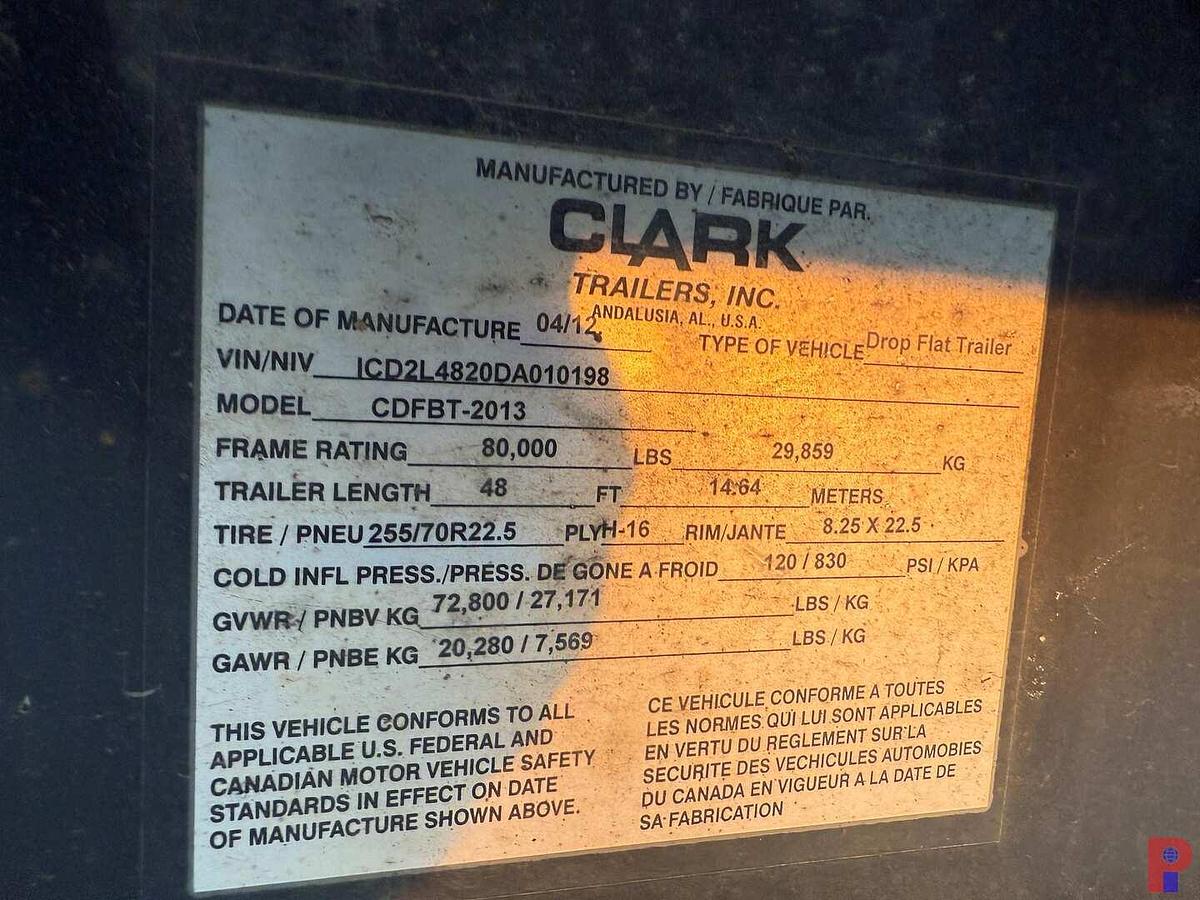 MANUFACTURED BY / FABRIQUE PAR.
CLARK
TRAILERS, INC.
ANDALUSIA, AL., U.S.A.
DATE OF MANUFACTURE 04/12 TYPE OF VEHICLE Drop Flat Trailer
VIN/NIV ICD2L4820DA010198
MODEL CDFBT-2013
FRAME RATING 80,000 LBS 29,859 KG
TRAILER LENGTH 48 FT 14.64 METERS
TIRE / PNEU 255/70R22.5 PLY H-16 RIM/JANTE 8.25 X 22.5
COLD INFL PRESS./PRESS. DE GONE A FROID 120 / 830 PSI / KPA
GVWR / PNBV KG 72,800 / 27,171 LBS / KG
GAWR / PNBE KG 20,280 / 7,569 LBS / KG
THIS VEHICLE CONFORMS TO ALL
APPLICABLE U.S. FEDERAL AND
CANADIAN MOTOR VEHICLE SAFETY
STANDARDS IN EFFECT ON DATE
OF MANUFACTURE SHOWN ABOVE.
CE VEHICULE CONFORME A TOUTES
LES NORMES QUI LUI SONT APPLICABLES
EN VERTU DU REGLEMENT SUR LA
SECURITE DES VECHICULES AUTOMOBIES
DU CANADA EN VIGUEUR A LA DATE DE
SA FABRICATION
PI